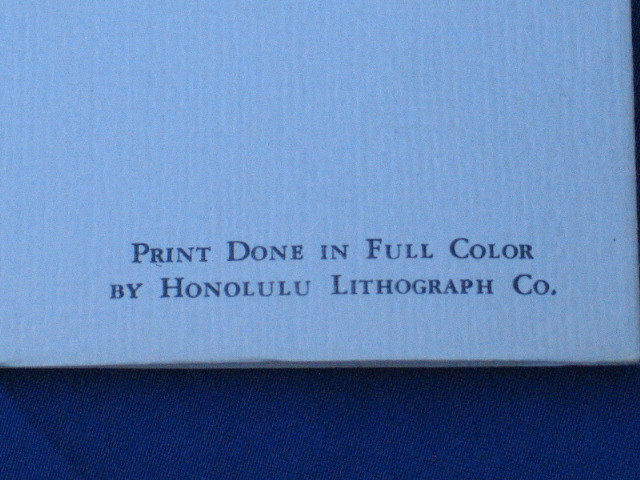 Print Done in Full Color
by Honolulu Lithograph Co.